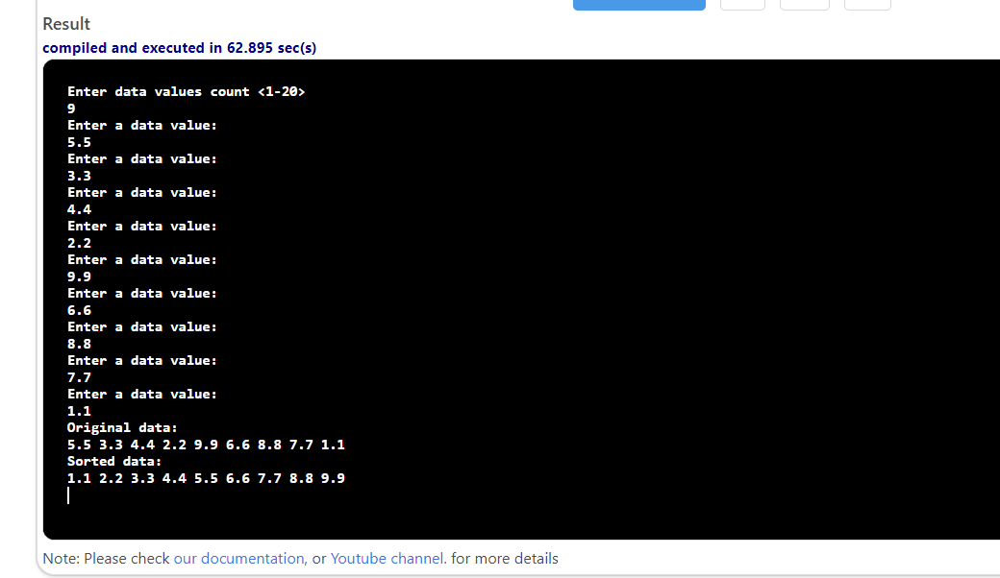 Result
compiled and executed in 62.895 sec(s)
Enter data values count <1-20>
9
Enter a data value:
5.5
Enter a data value:
3.3
Enter a data value:
4.4
Enter a data value:
2.2
Enter a data value:
9.9
Enter a data value:
6.6
Enter a data value:
8.8
Enter a data value:
7.7
Enter a data value:
1.1
Original data:
5.5 3.3 4.4 2.2 9.9 6.6 8.8 7.7 1.1
Sorted data:
1.1 2.2 3.3 4.4 5.5 6.6 7.7 8.8 9.9
Note: Please check our documentation, or Youtube channel. for more details